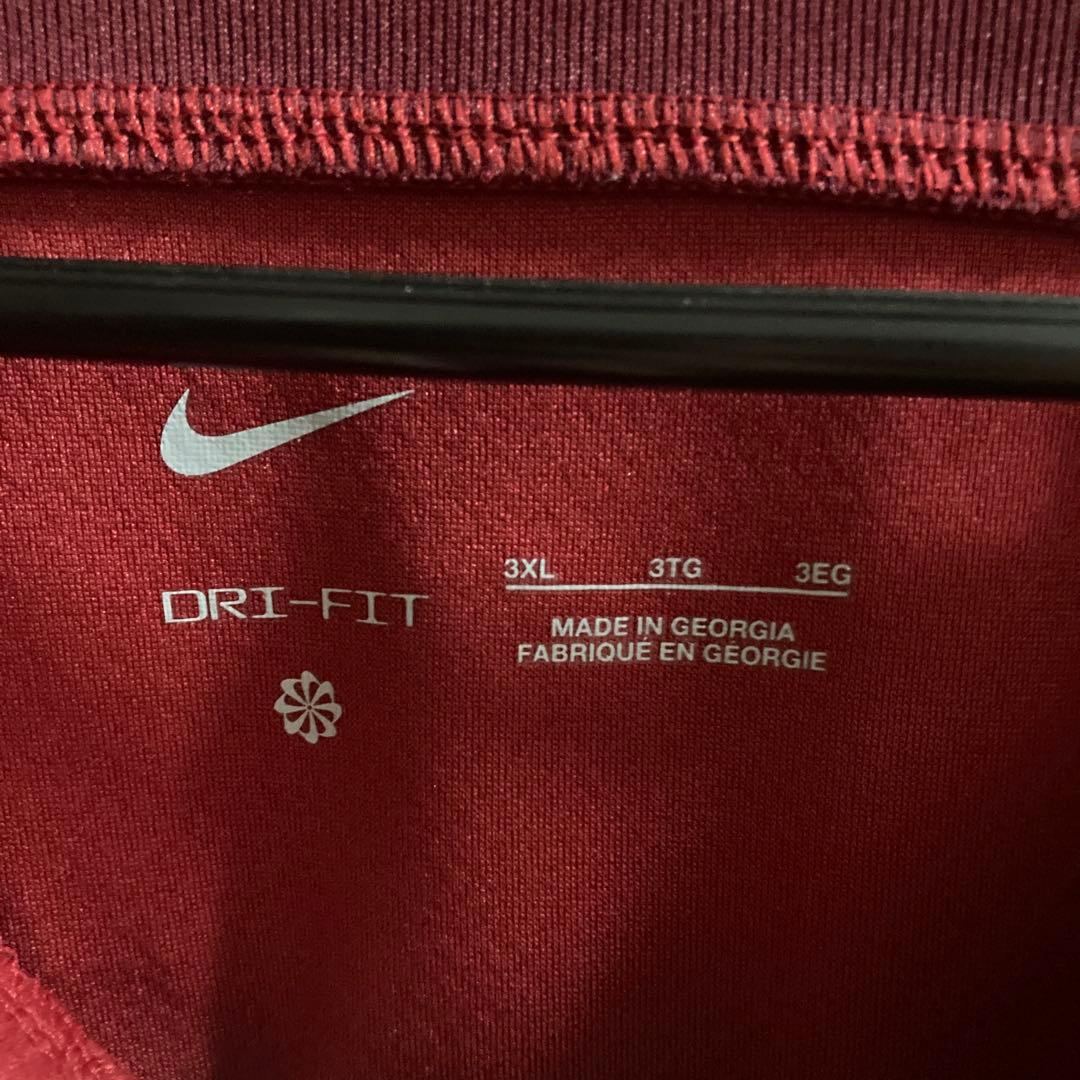 DRI-FIT
3XL 3TG 3EG
MADE IN GEORGIA
FABRIQUÉ EN GÉORGIE